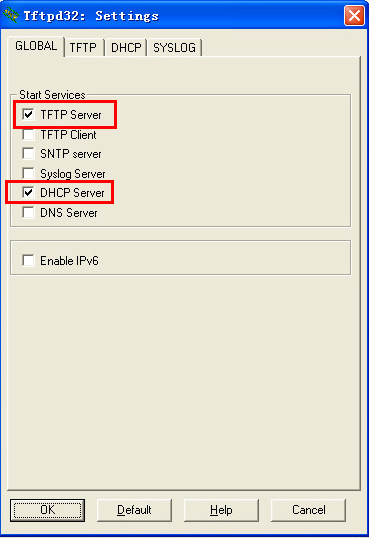 Tftpd32: Settings
GLOBAL TFTP DHCP SYSLOG
Start Services
TFTP Server
TFTP Client
SNTP server
Syslog Server
DHCP Server
DNS Server
Enable IPv6
OK Default Help Cancel